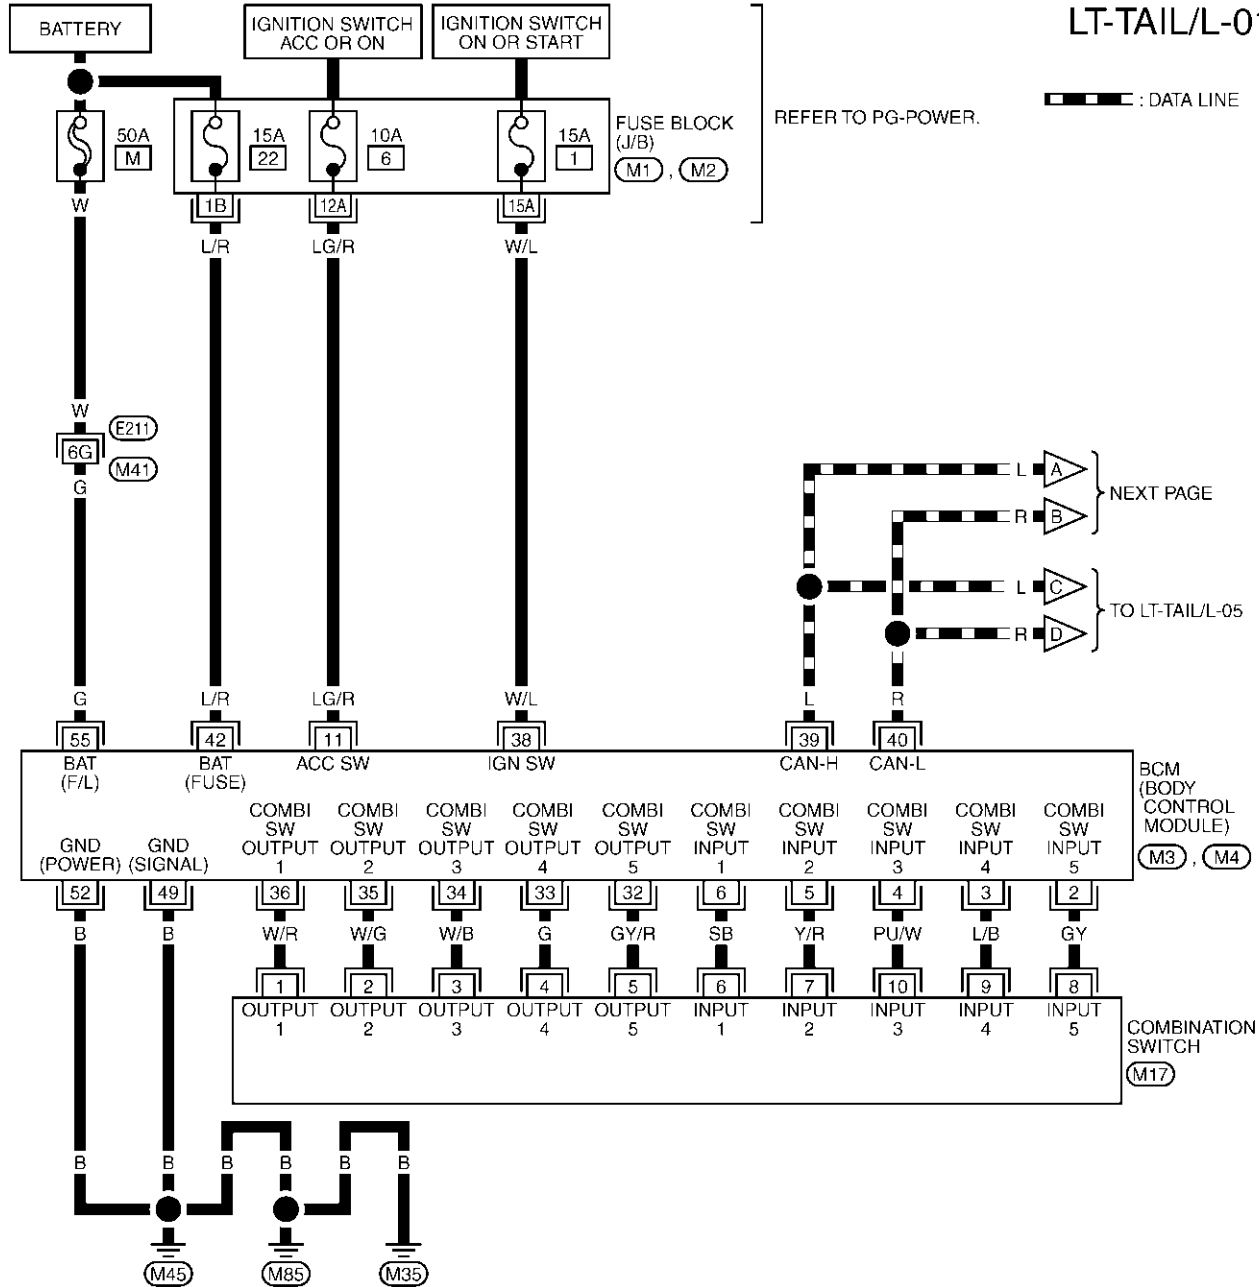 LT-TAIL/L-01
BATTERY
IGNITION SWITCH
ACC OR ON
IGNITION SWITCH
ON OR START
: DATA LINE
REFER TO PG-POWER.
50A
M
15A
22
10A
6
15A
1
FUSE BLOCK
(J/B)
M1 , M2
W
1B
12A
15A
L/R
LG/R
W/L
W
E211
6G
M41
G
L
A
R
B
NEXT PAGE
L
C
R
D
TO LT-TAIL/L-05
G
L/R
LG/R
W/L
L
R
55
42
11
38
39
40
BAT
(F/L)
BAT
(FUSE)
ACC SW
IGN SW
CAN-H
CAN-L
BCM
(BODY
CONTROL
MODULE)
M3 , M4
GND
(POWER)
GND
(SIGNAL)
COMBI
SW
OUTPUT
1
COMBI
SW
OUTPUT
2
COMBI
SW
OUTPUT
3
COMBI
SW
OUTPUT
4
COMBI
SW
OUTPUT
5
COMBI
SW
INPUT
1
COMBI
SW
INPUT
2
COMBI
SW
INPUT
3
COMBI
SW
INPUT
4
COMBI
SW
INPUT
5
52
49
36
35
34
33
32
6
5
4
3
2
B
B
W/R
W/G
W/B
G
GY/R
SB
Y/R
PU/W
L/B
GY
1
2
3
4
5
6
7
10
9
8
OUTPUT
1
OUTPUT
2
OUTPUT
3
OUTPUT
4
OUTPUT
5
INPUT
1
INPUT
2
INPUT
3
INPUT
4
INPUT
5
COMBINATION
SWITCH
M17
B
B
B
B
B
B
M45
M85
M35